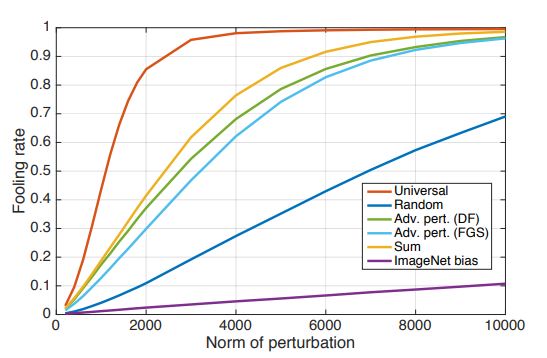 1
0.9
0.8
0.7
0.6
0.5
0.4
0.3
0.2
0.1
0
Fooling rate
Universal
Random
Adv. pert. (DF)
Adv. pert. (FGS)
Sum
ImageNet bias
0 2000 4000 6000 8000 10000
Norm of perturbation